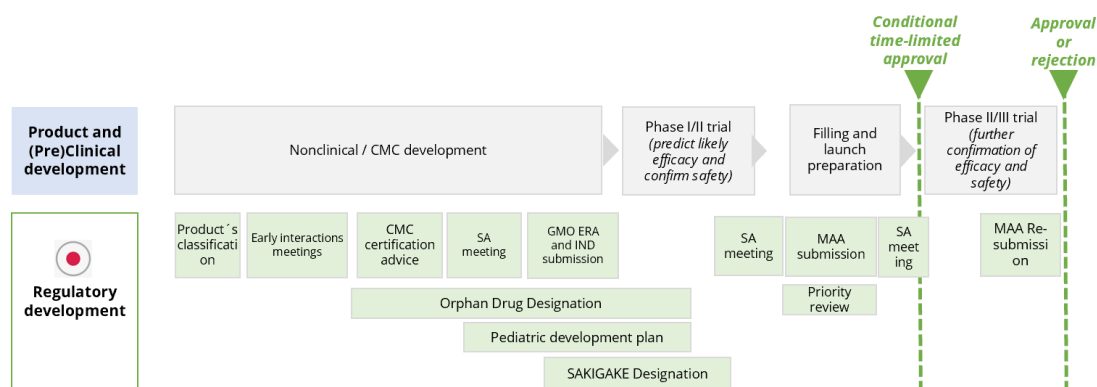 Conditional
time-limited
approval
Approval
or
rejection
Product and
(Pre)Clinical
development
Nonclinical / CMC development
Phase I/II trial
(predict likely
efficacy and
confirm safety)
Filling and
launch
preparation
Phase II/III trial
(further
confirmation of
efficacy and
safety)
Regulatory
development
Product´s
classificati
on
Early interactions
meetings
CMC
certification
advice
SA
meeting
GMO ERA
and IND
submission
SA
meeting
MAA
submission
SA
meet
ing
MAA Re-
submissi
on
Orphan Drug Designation
Priority
review
Pediatric development plan
SAKIGAKE Designation